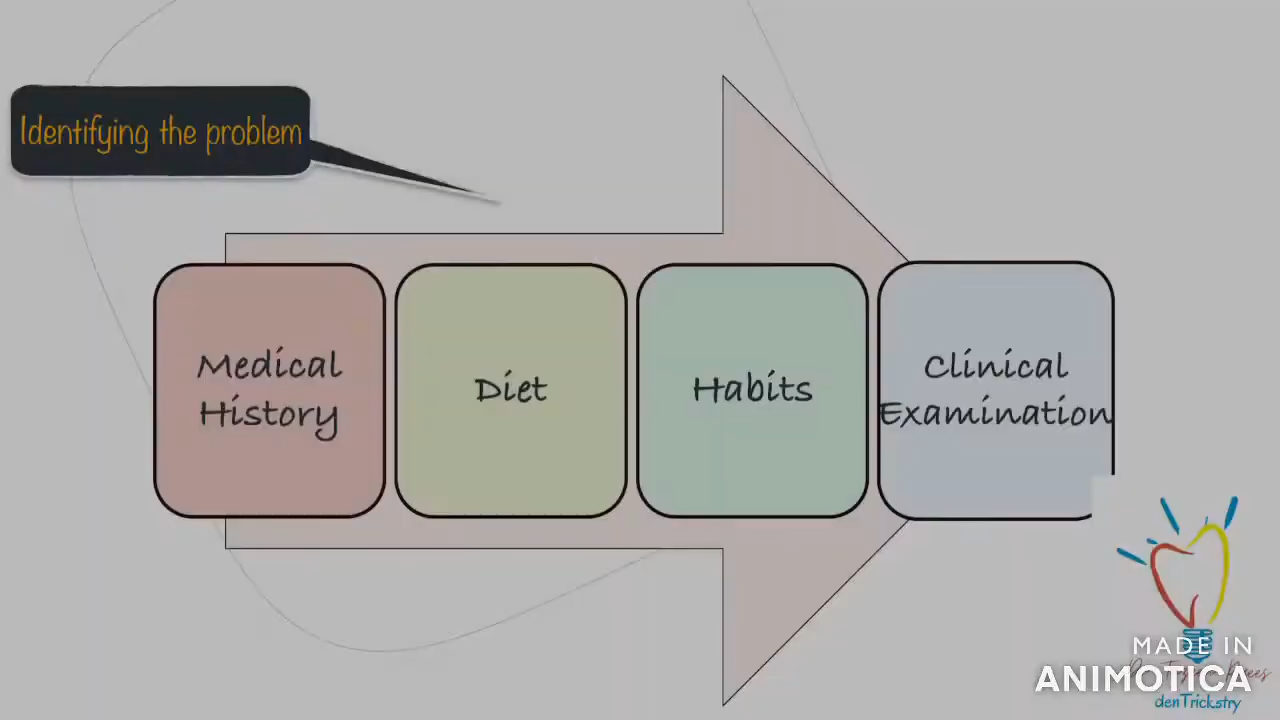 Identifying the problem
Medical
History
Diet
Habits
Clinical
Examination
MADE IN
ANIMOTICA
denTrickstry